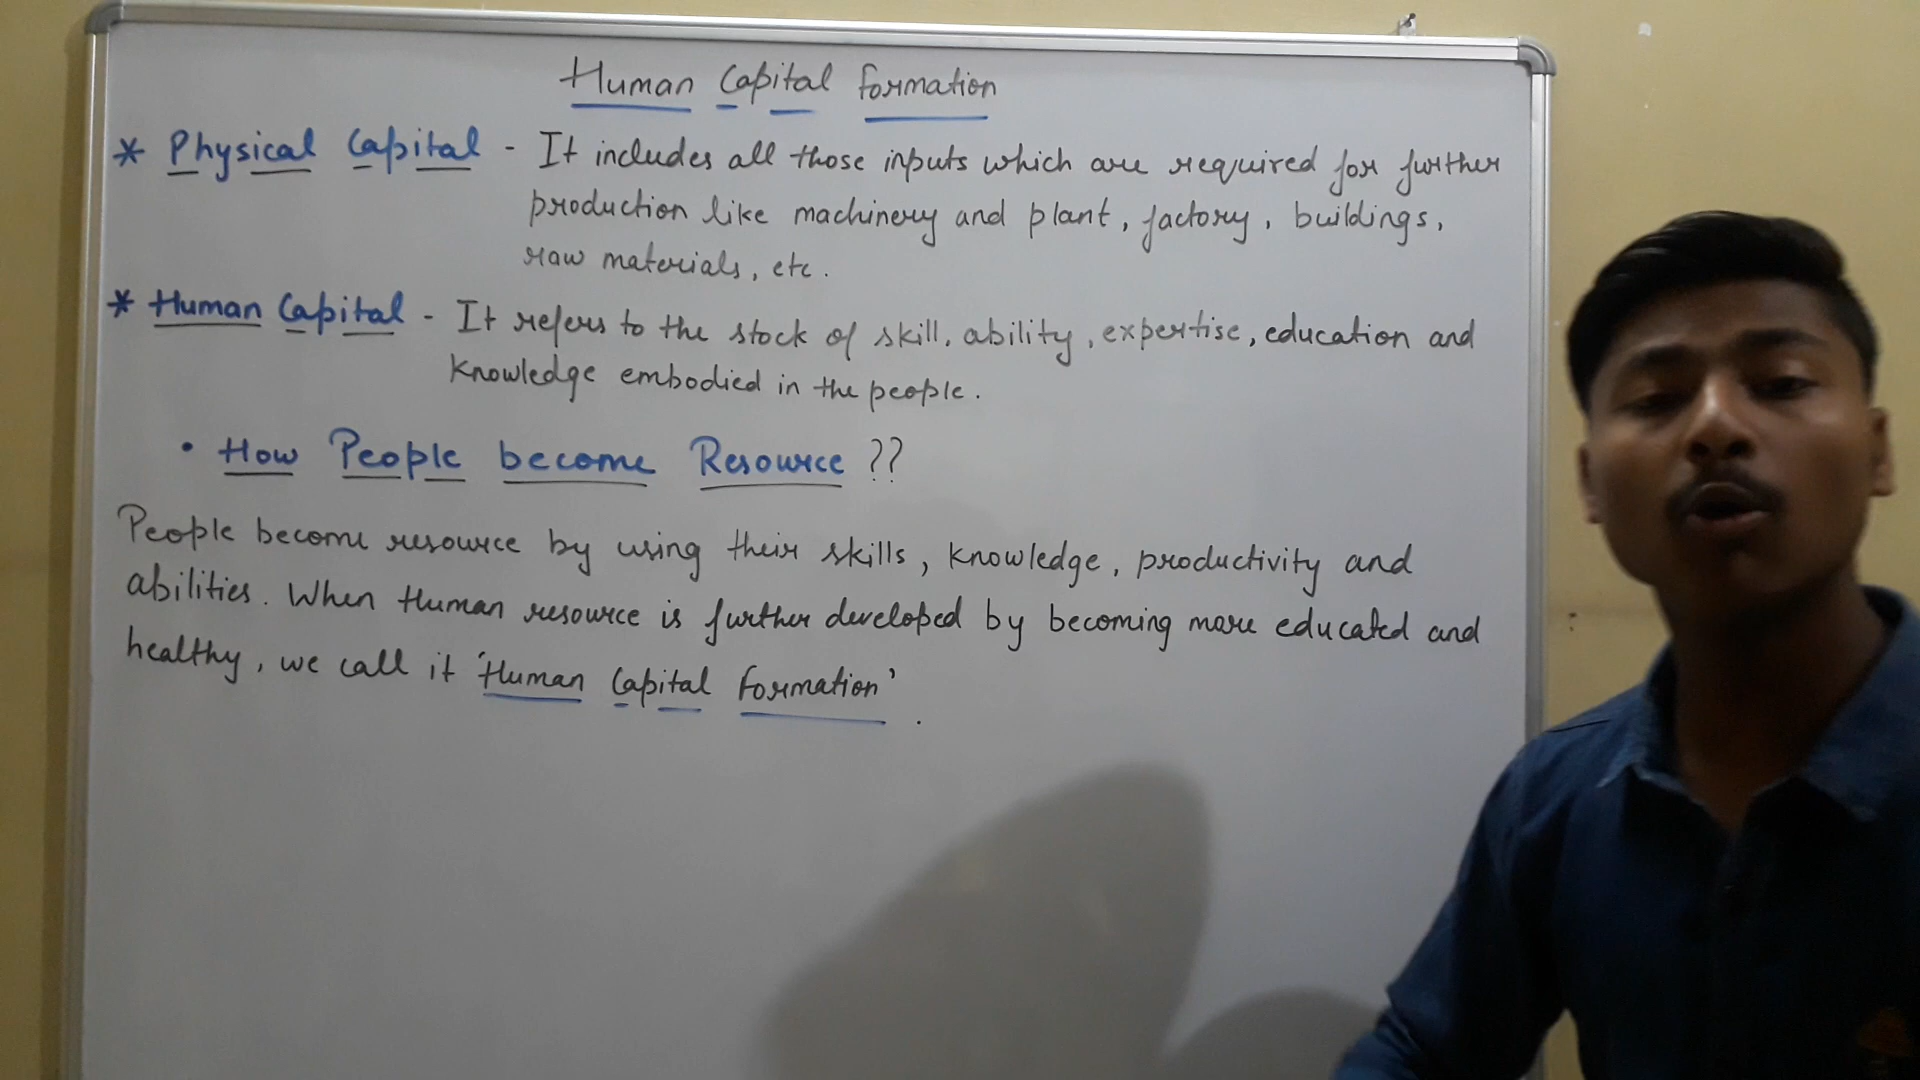 Human Capital Formation
* Physical Capital - It includes all those inputs which are required for further
production like machinery and plant, factory, buildings,
raw materials, etc.
* Human Capital - It refers to the stock of skill, ability, expertise, education and
knowledge embodied in the people.
• How People become Resource ??
People become resource by using their skills, knowledge, productivity and
abilities. When Human resource is further developed by becoming more educated and
healthy, we call it 'Human Capital Formation'.